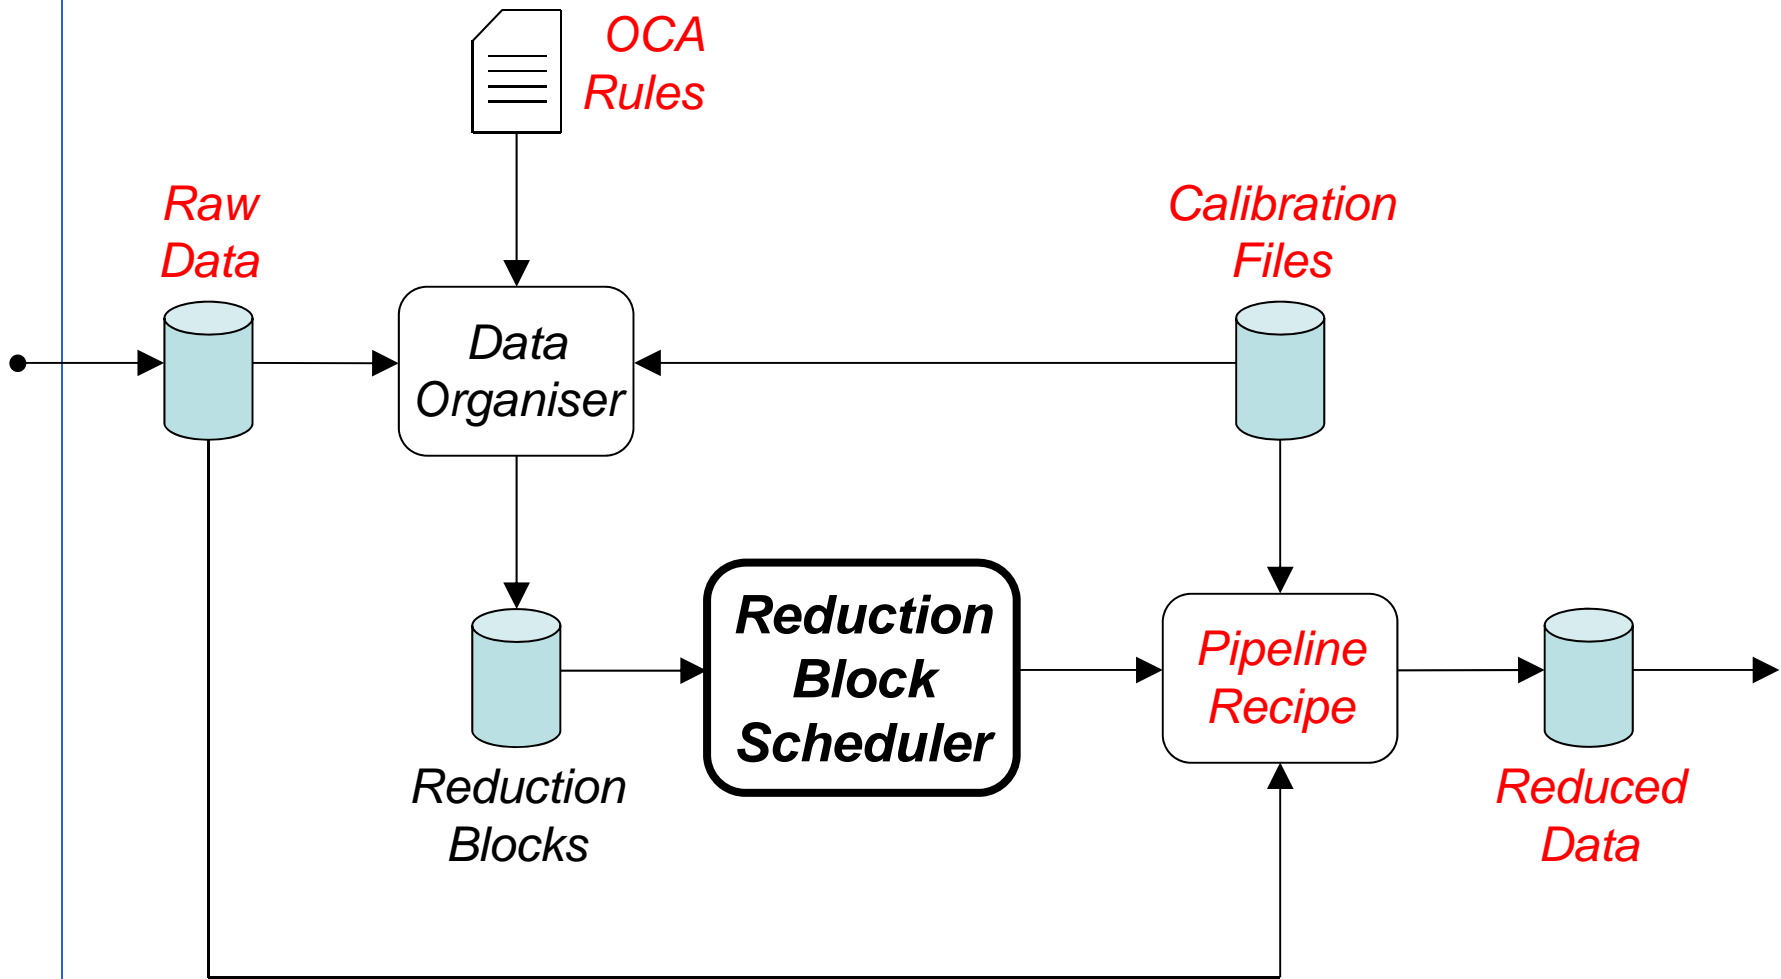 OCA
Rules
Raw
Data
Calibration
Files
Data
Organiser
Reduction
Block
Scheduler
Pipeline
Recipe
Reduction
Blocks
Reduced
Data